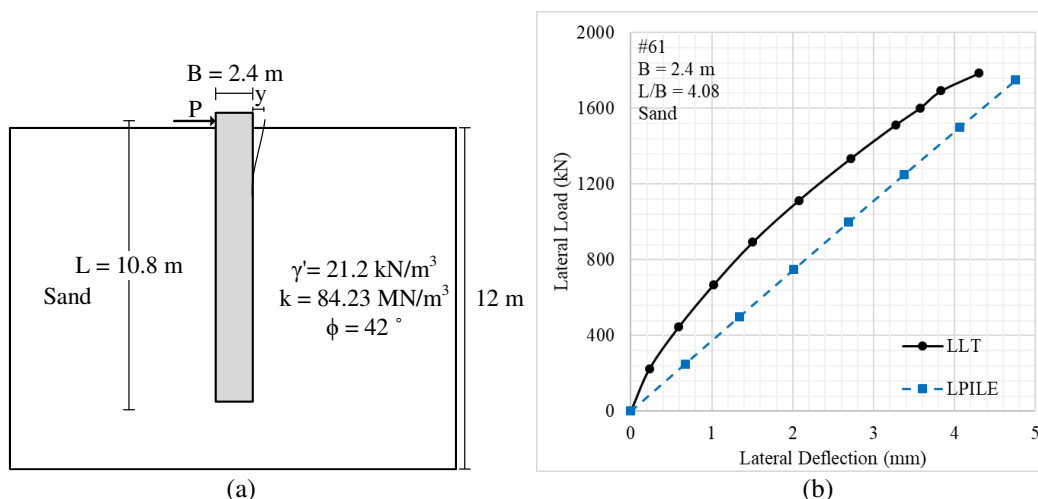 B = 2.4 m
y
P
L = 10.8 m
Sand
γ'= 21.2 kN/m³
k = 84.23 MN/m³
ϕ = 42 °
12 m
(a)
#61
B = 2.4 m
L/B = 4.08
Sand
2000
1600
1200
800
400
0
Lateral Load (kN)
LLT
LPILE
0 1 2 3 4 5
Lateral Deflection (mm)
(b)